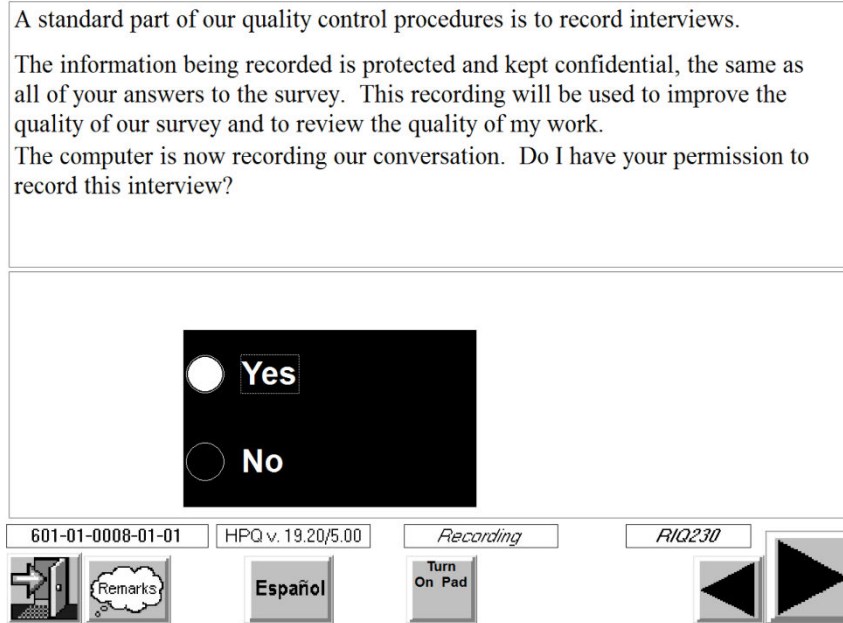 A standard part of our quality control procedures is to record interviews.
The information being recorded is protected and kept confidential, the same as
all of your answers to the survey.  This recording will be used to improve the
quality of our survey and to review the quality of my work.
The computer is now recording our conversation.  Do I have your permission to
record this interview?
Yes
No
601-01-0008-01-01
HPQ v. 19.20/5.00
Recording
RIQ230
Remarks
Español
Turn
On Pad